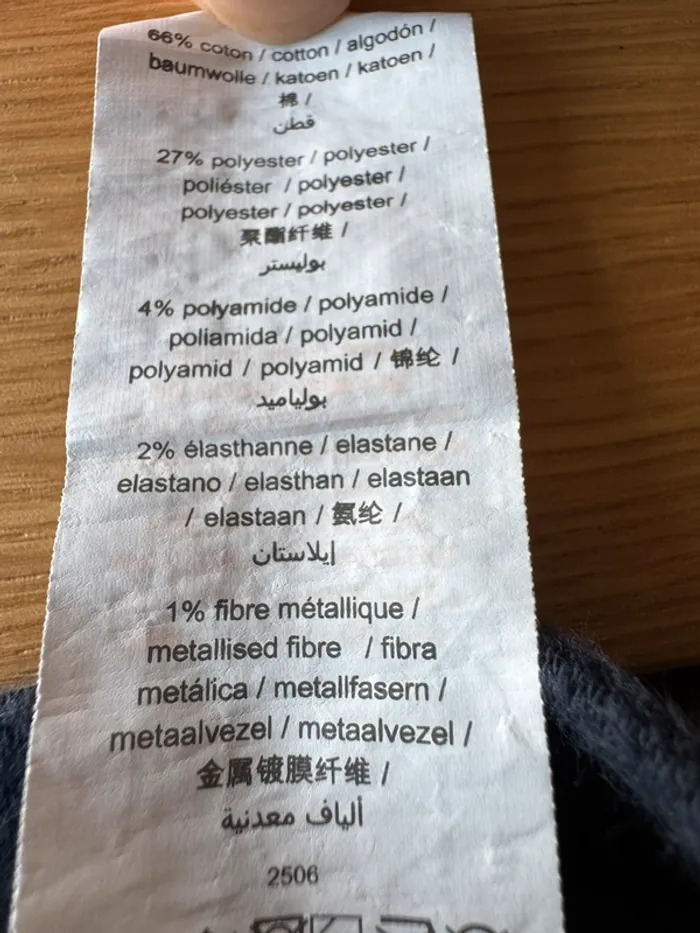 66% coton / cotton / algodón /
baumwolle / katoen / katoen /
棉 /
قطن
27% polyester / polyester /
poliéster / polyester /
polyester / polyester /
聚酯纤维 /
بوليستر
4% polyamide / polyamide /
poliamida / polyamid /
polyamid / polyamid / 锦纶 /
بولياميد
2% élasthanne / elastane /
elastano / elasthan / elastaan
/ elastaan / 氨纶 /
إيلاستان
1% fibre métallique /
metallised fibre / fibra
metálica / metallfasern /
metaalvezel / metaalvezel /
金属镀膜纤维 /
ألياف معدنية
2506